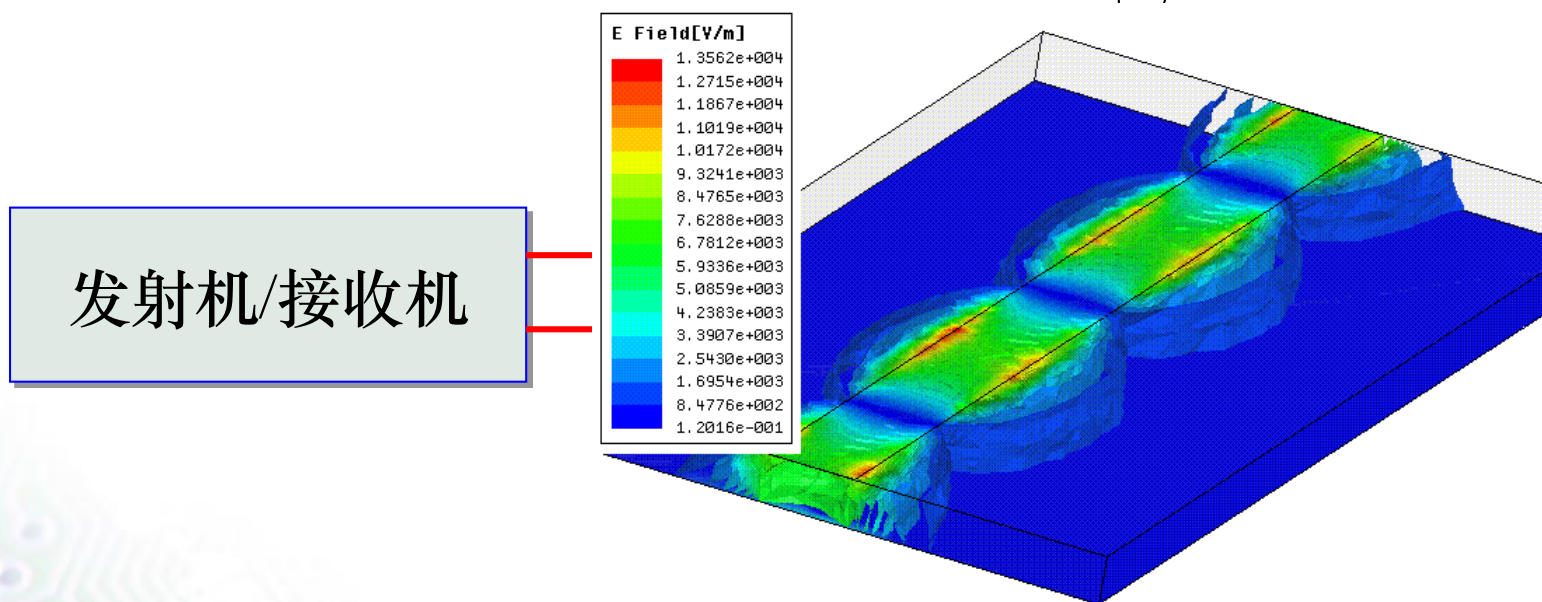 E Field[V/m]
1.3562e+004
1.2715e+004
1.1867e+004
1.1019e+004
1.0172e+004
9.3241e+003
8.4765e+003
7.6288e+003
6.7812e+003
5.9336e+003
5.0859e+003
4.2383e+003
3.3907e+003
2.5430e+003
1.6954e+003
8.4776e+002
1.2016e-001
发射机/接收机